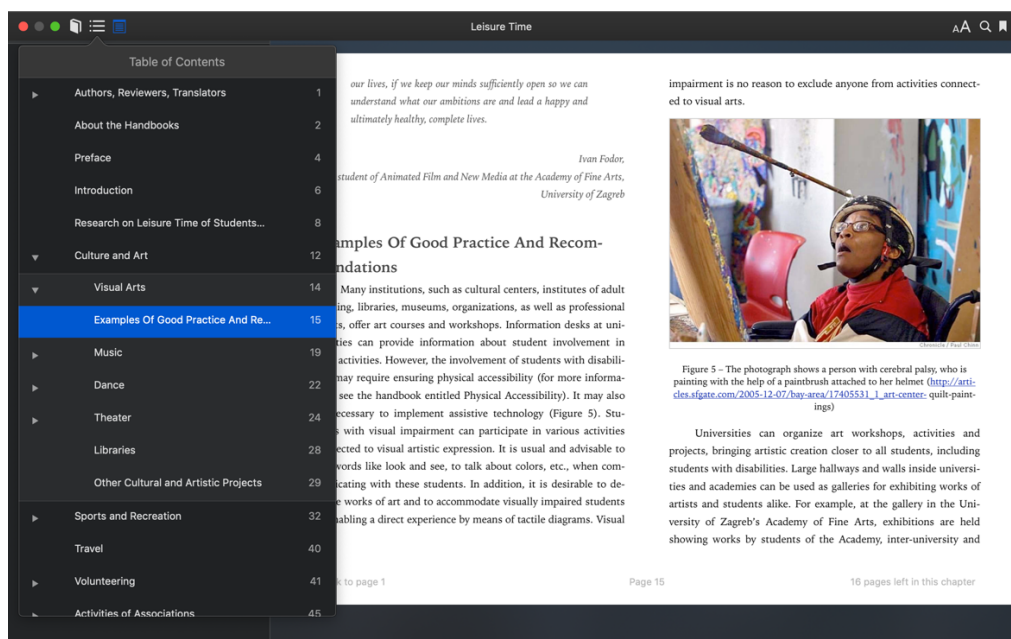 Leisure Time
AA
Table of Contents
Authors, Reviewers, Translators 1
About the Handbooks 2
Preface 4
Introduction 6
Research on Leisure Time of Students... 8
Culture and Art 12
Visual Arts 14
Examples Of Good Practice And Re... 15
Music 19
Dance 22
Theater 24
Libraries 28
Other Cultural and Artistic Projects 29
Sports and Recreation 32
Travel 40
Volunteering 41
Activities of Associations 45
our lives, if we keep our minds sufficiently open so we can
understand what our ambitions are and lead a happy and
ultimately healthy, complete lives.
Ivan Fodor,
student of Animated Film and New Media at the Academy of Fine Arts,
University of Zagreb
amples Of Good Practice And Recom-
ndations
Many institutions, such as cultural centers, institutes of adult
ing, libraries, museums, organizations, as well as professional
s, offer art courses and workshops. Information desks at uni-
ties can provide information about student involvement in
activities. However, the involvement of students with disabili-
may require ensuring physical accessibility (for more informa-
see the handbook entitled Physical Accessibility). It may also
ecessary to implement assistive technology (Figure 5). Stu-
s with visual impairment can participate in various activities
ected to visual artistic expression. It is usual and advisable to
words like look and see, to talk about colors, etc., when com-
icating with these students. In addition, it is desirable to de-
e works of art and to accommodate visually impaired students
nabling a direct experience by means of tactile diagrams. Visual
k to page 1
impairment is no reason to exclude anyone from activities connect-
ed to visual arts.
Chronicle / Paul Chinn
Figure 5 – The photograph shows a person with cerebral palsy, who is
painting with the help of a paintbrush attached to her helmet (http://arti-
cles.sfgate.com/2005-12-07/bay-area/17405531_1_art-center- quilt-paint-
ings)
Universities can organize art workshops, activities and
projects, bringing artistic creation closer to all students, including
students with disabilities. Large hallways and walls inside universi-
ties and academies can be used as galleries for exhibiting works of
artists and students alike. For example, at the gallery in the Uni-
versity of Zagreb's Academy of Fine Arts, exhibitions are held
showing works by students of the Academy, inter-university and
Page 15
16 pages left in this chapter